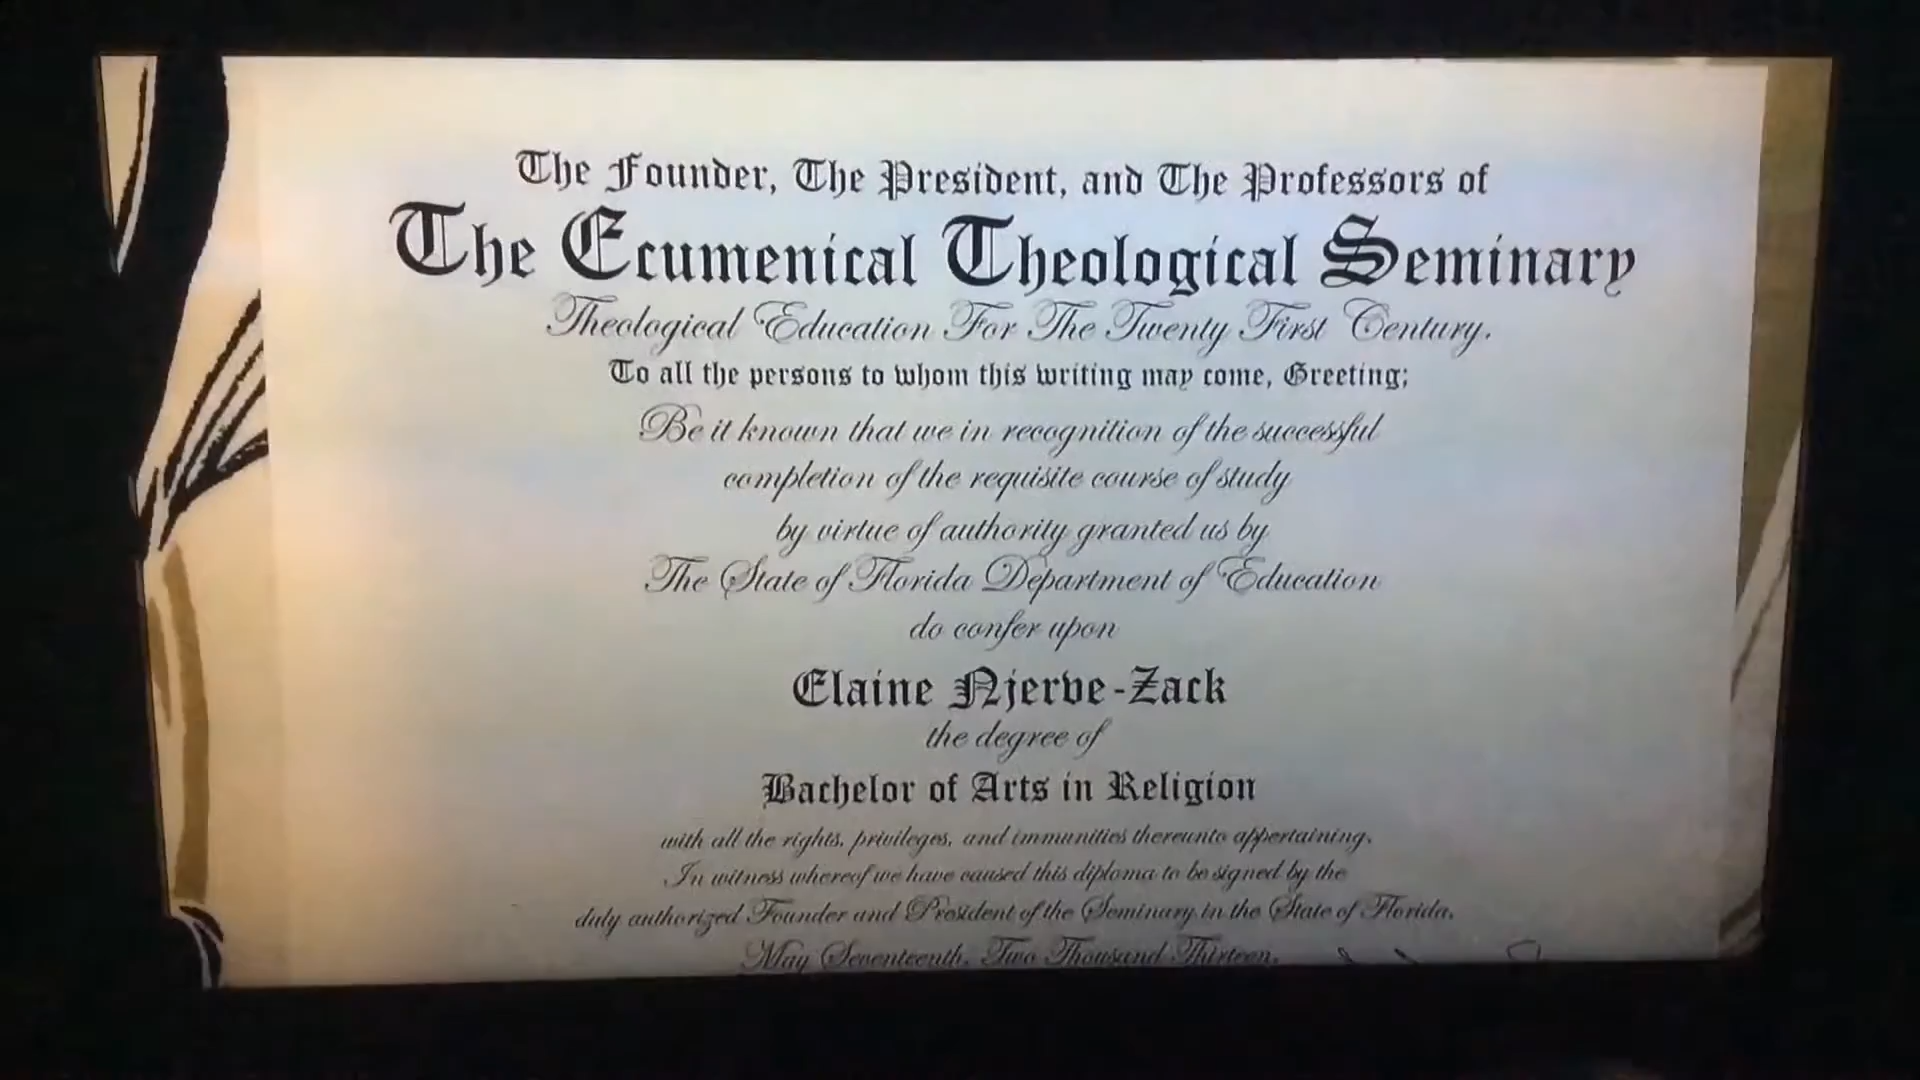 The Founder, The President, and The Professors of
The Ecumenical Theological Seminary
Theological Education For The Twenty First Century.
To all the persons to whom this writing may come, Greeting;
Be it known that we in recognition of the successful
completion of the requisite course of study
by virtue of authority granted us by
The State of Florida Department of Education
do confer upon
Elaine Njerve-Zack
the degree of
Bachelor of Arts in Religion
with all the rights, privileges, and immunities thereunto appertaining.
In witness whereof we have caused this diploma to be signed by the
duly authorized Founder and President of the Seminary in the State of Florida,
May Seventeenth, Two Thousand Thirteen.